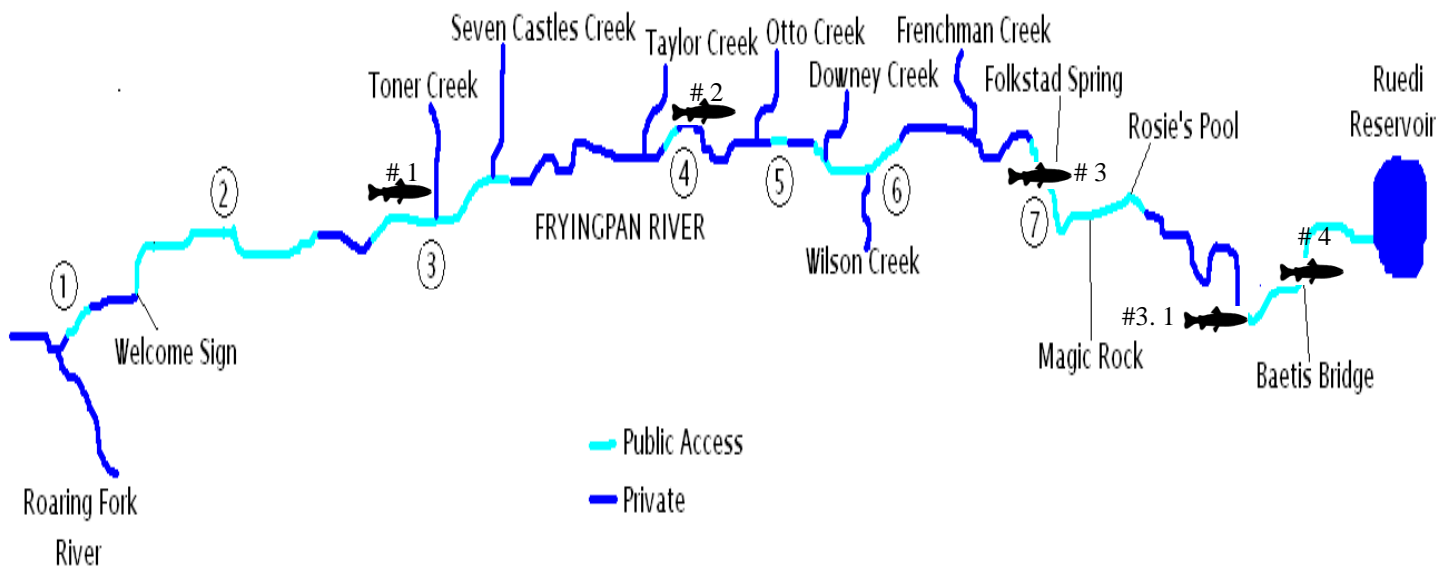 Seven Castles Creek
Taylor Creek
Otto Creek
Frenchman Creek
Toner Creek
Downey Creek
Folkstad Spring
Ruedi
Reservoir
# 2
Rosie's Pool
# 1
2
4
5
6
# 3
FRYINGPAN RIVER
7
# 4
3
Wilson Creek
1
#3. 1
Welcome Sign
Magic Rock
Baetis Bridge
Public Access
Private
Roaring Fork
River